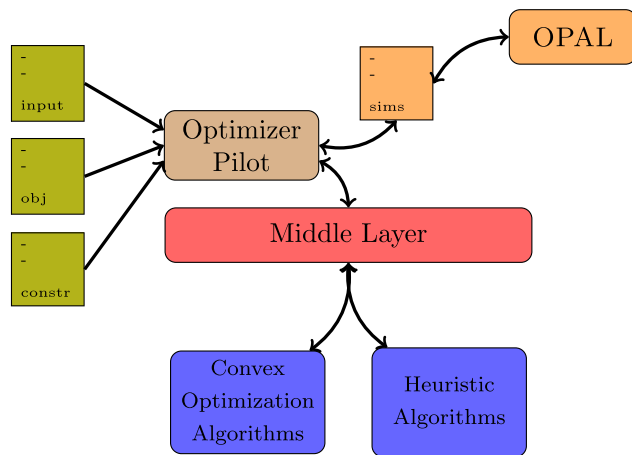 -
-
input
-
-
obj
-
-
constr
Optimizer
Pilot
-
-
sims
OPAL
Middle Layer
Convex
Optimization
Algorithms
Heuristic
Algorithms